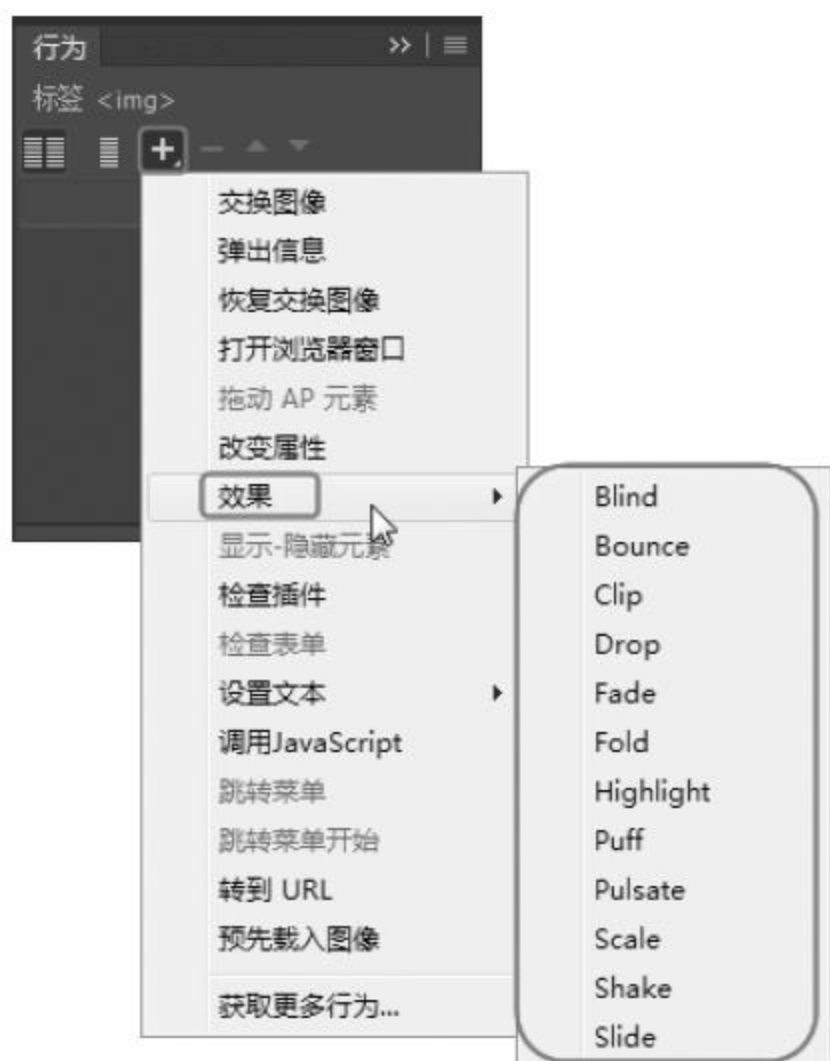 行为
标签 <img>
交换图像
弹出信息
恢复交换图像
打开浏览器窗口
拖动 AP 元素
改变属性
效果
显示-隐藏元素
检查插件
检查表单
设置文本
调用JavaScript
跳转菜单
跳转菜单开始
转到 URL
预先载入图像
获取更多行为...
Blind
Bounce
Clip
Drop
Fade
Fold
Highlight
Puff
Pulsate
Scale
Shake
Slide